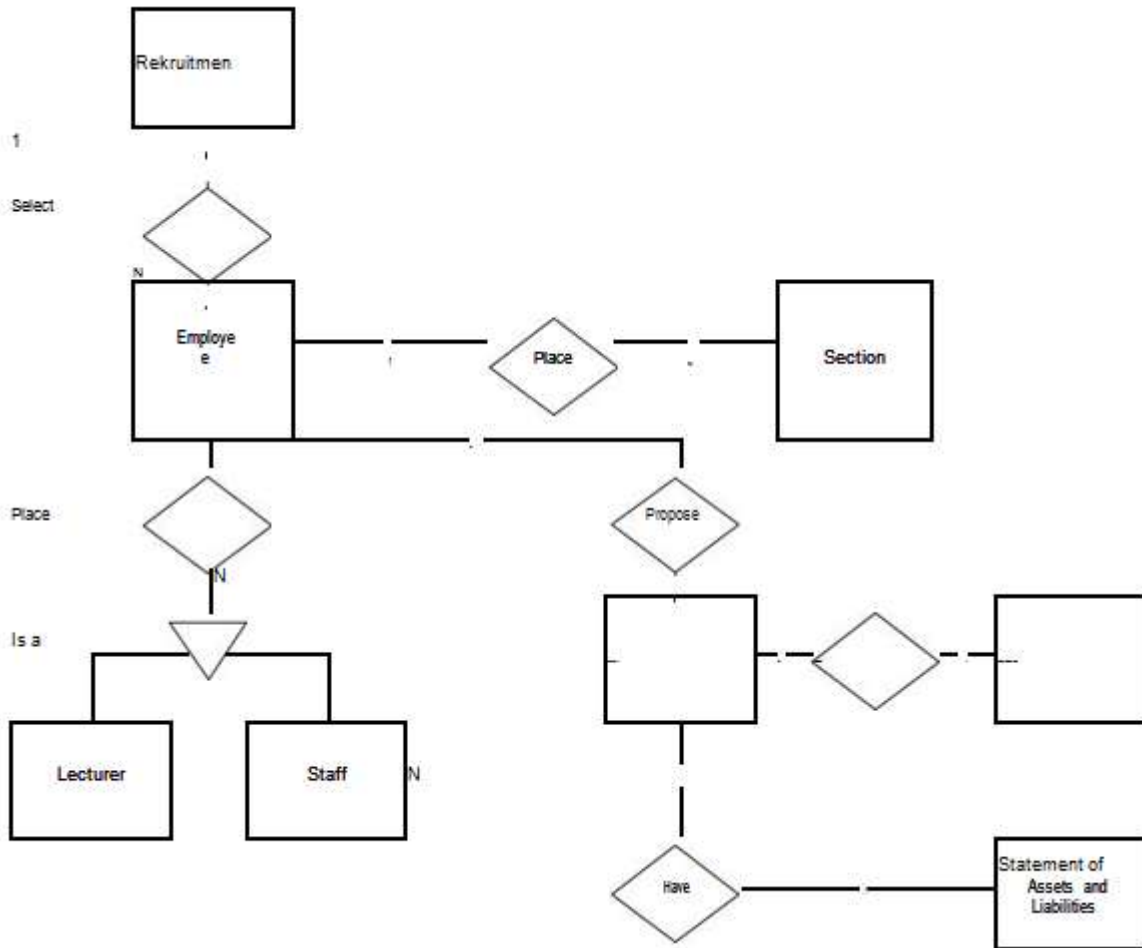 Rekruitmen
1
Select
N
Employe
e
Place
Section
Place
Propose
N
Is a
Lecturer
Staff
N
Have
Statement of
Assets and
Liabilities